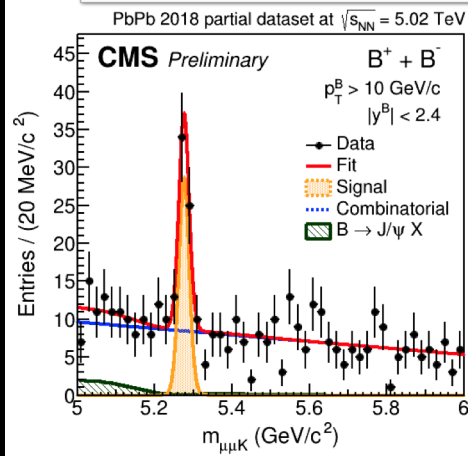 PbPb 2018 partial dataset at √s_NN = 5.02 TeV
CMS Preliminary
B⁺ + B⁻
p_T^B > 10 GeV/c
|y^B| < 2.4
Data
Fit
Signal
Combinatorial
B → J/ψ X
Entries / (20 MeV/c ²)
45
40
35
30
25
20
15
10
5
0
5 5.2 5.4 5.6 5.8 6
m_μμK (GeV/c²)